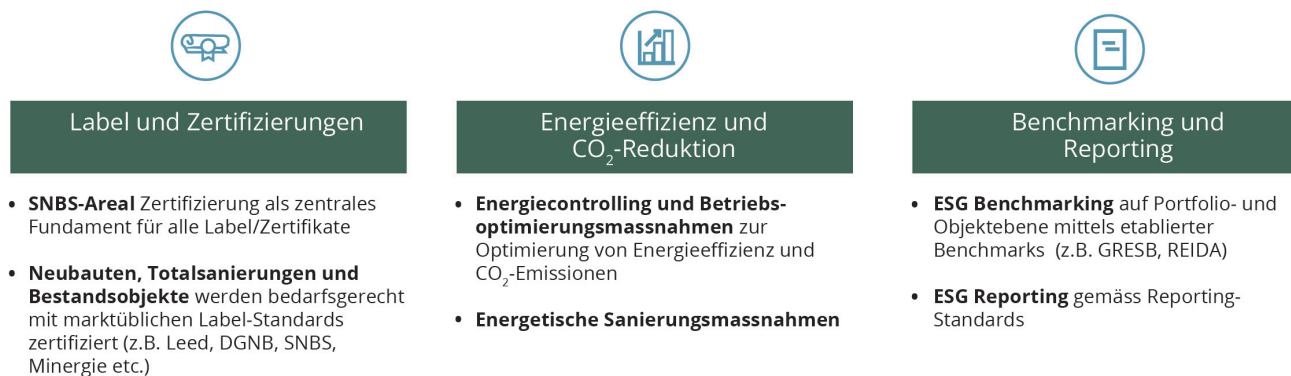 Label und Zertifizierungen
• SNBS-Areal Zertifizierung als zentrales
Fundament für alle Label/Zertifikate
• Neubauten, Totalsanierungen und
Bestandsobjekte werden bedarfsgerecht
mit marktüblichen Label-Standards
zertifiziert (z.B. Leed, DGNB, SNBS,
Minergie etc.)
Energieeffizienz und
CO₂-Reduktion
• Energiecontrolling und Betriebs-
optimierungsmassnahmen zur
Optimierung von Energieeffizienz und
CO₂-Emissionen
• Energetische Sanierungsmassnahmen
Benchmarking und
Reporting
• ESG Benchmarking auf Portfolio- und
Objektebene mittels etablierter
Benchmarks (z.B. GRESB, REIDA)
• ESG Reporting gemäss Reporting-
Standards